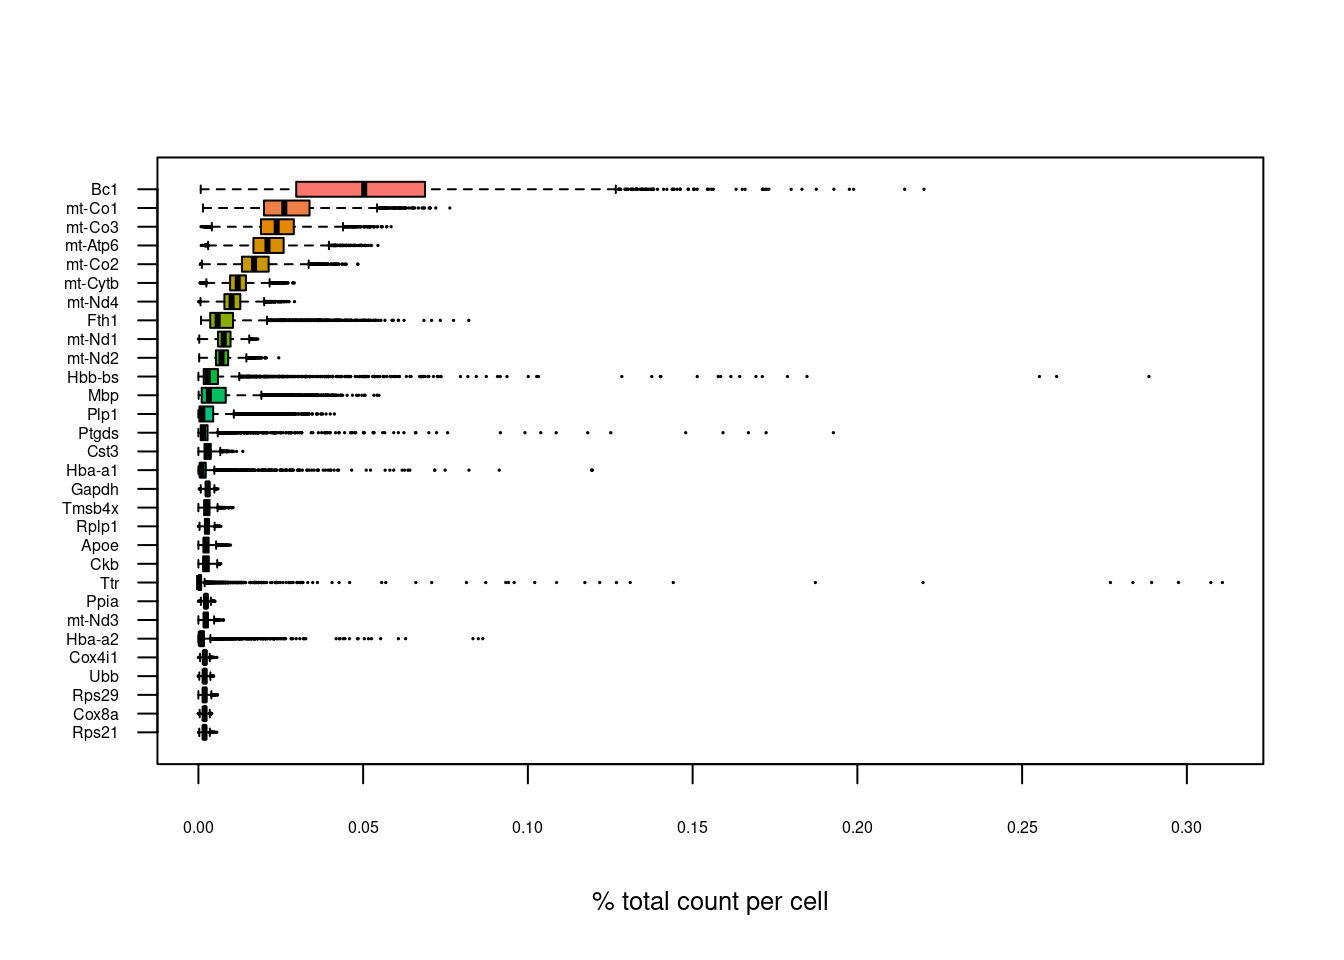 Bc1
mt-Co1
mt-Co3
mt-Atp6
mt-Co2
mt-Cytb
mt-Nd4
Fth1
mt-Nd1
mt-Nd2
Hbb-bs
Mbp
Plp1
Ptgds
Cst3
Hba-a1
Gapdh
Tmsb4x
Rplp1
Apoe
Ckb
Ttr
Ppia
mt-Nd3
Hba-a2
Cox4i1
Ubb
Rps29
Cox8a
Rps21
0.00 0.05 0.10 0.15 0.20 0.25 0.30
% total count per cell